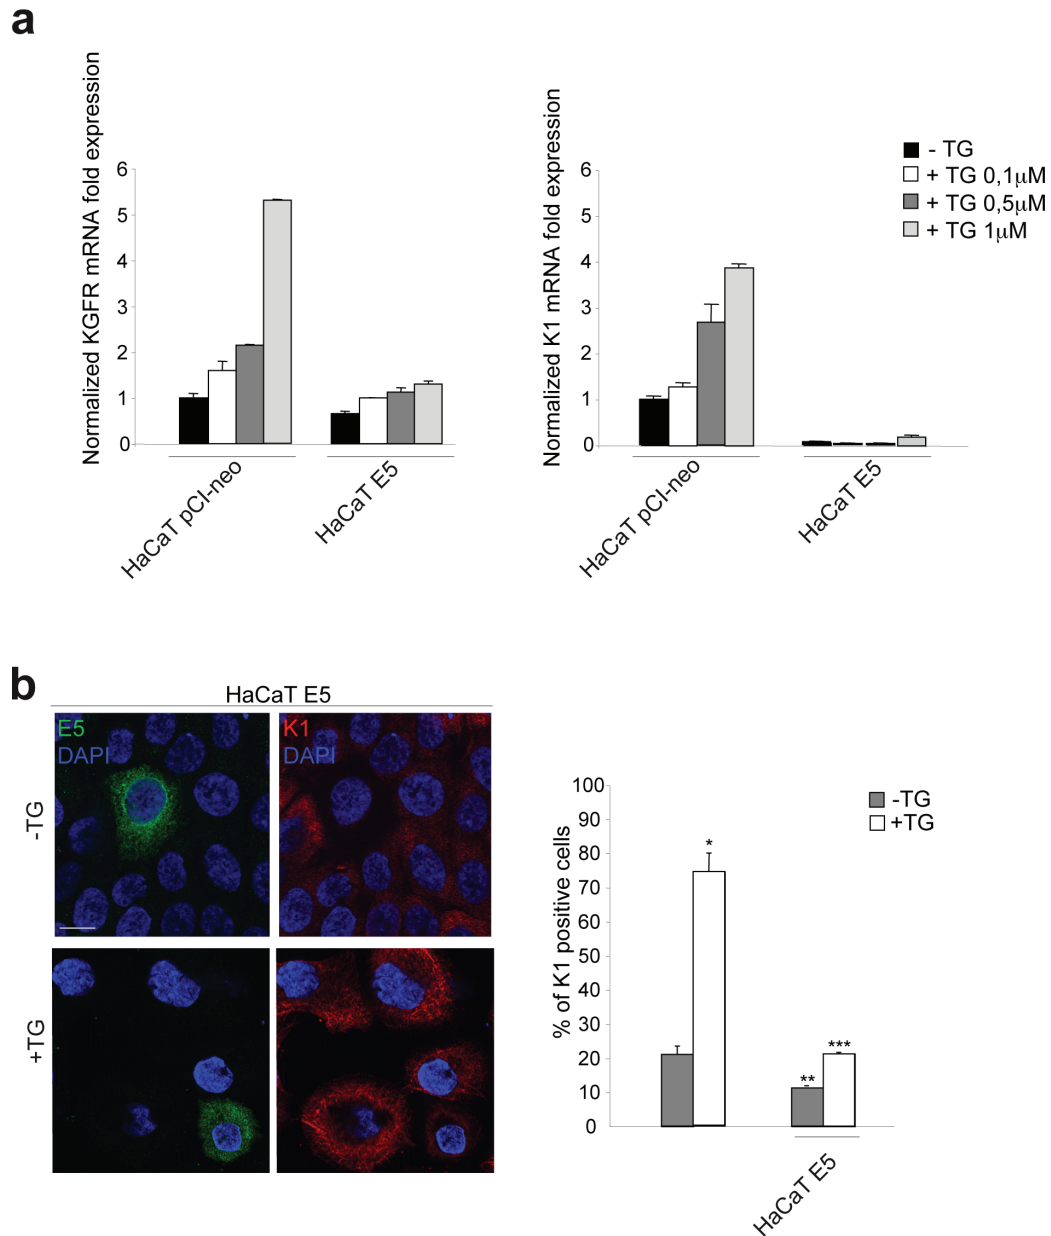 a
Normalized KGFR mRNA fold expression
6
5
4
3
2
1
0
HaCaT pCI-neo
HaCaT E5
Normalized K1 mRNA fold expression
6
5
4
3
2
1
0
HaCaT pCI-neo
HaCaT E5
- TG
+ TG 0,1μM
+ TG 0,5μM
+ TG 1μM
b
HaCaT E5
E5
DAPI
K1
DAPI
-TG
+TG
% of K1 positive cells
100
90
80
70
60
50
40
30
20
10
0
*
**
***
HaCaT E5
-TG
+TG